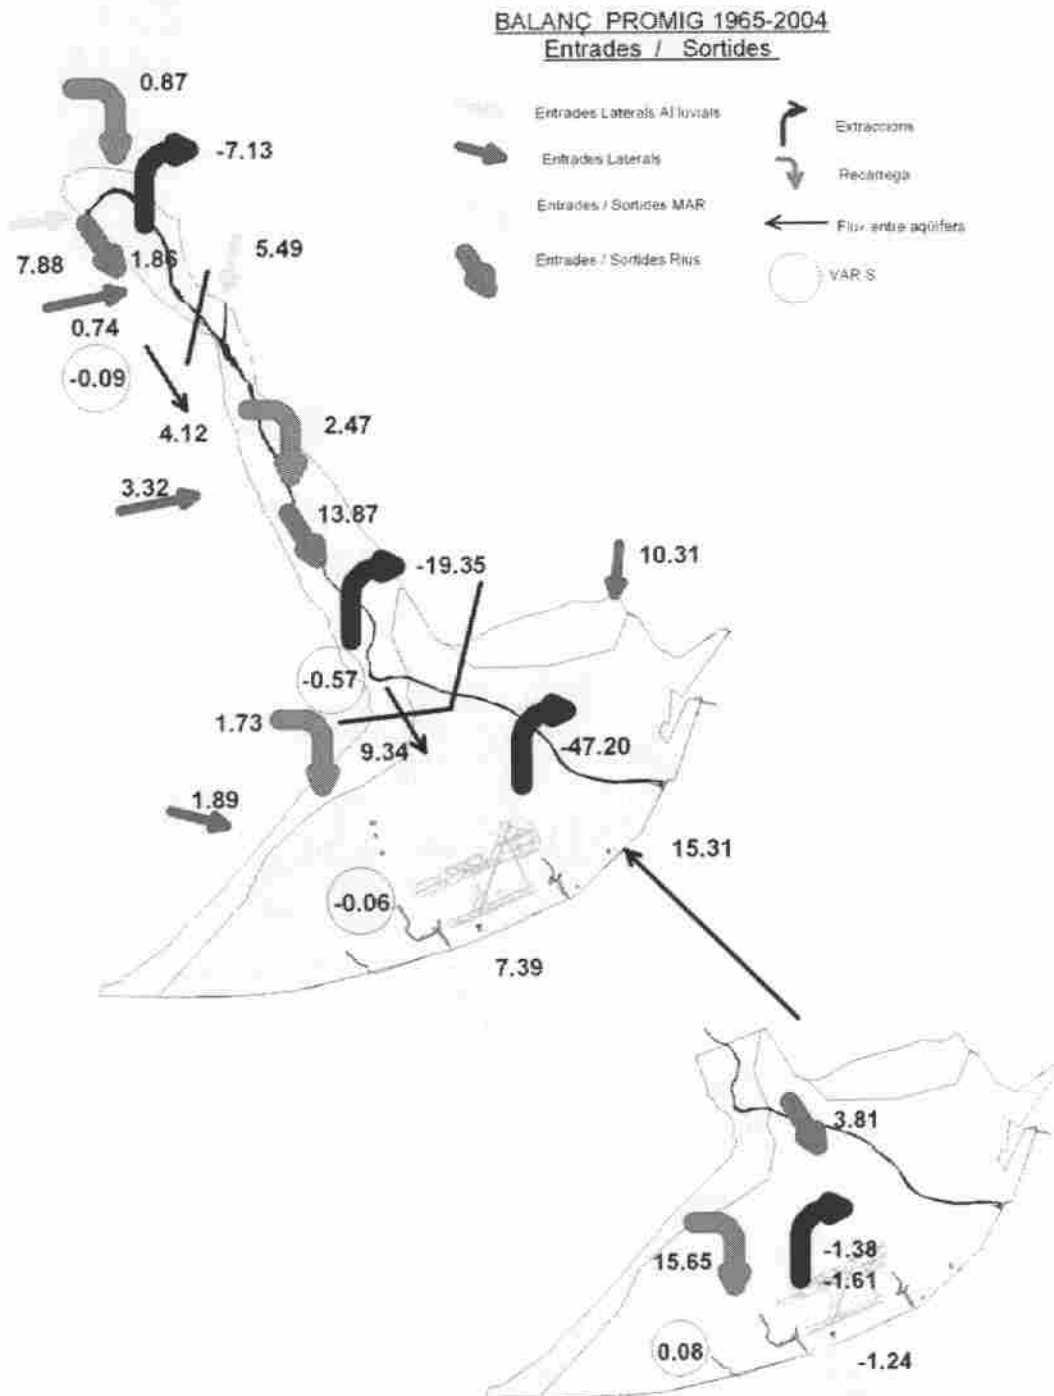 BALANÇ PROMIG 1965-2004
Entrades / Sortides
Entrades Laterals Al·luvials
Entrades Laterals
Entrades / Sortides MAR
Entrades / Sortides Rius
Extraccions
Recarrega
Flux entre aqüífers
VAR S
0.87
-7.13
7.88
1.86
5.49
0.74
-0.09
4.12
2.47
3.32
13.87
-19.35
10.31
-0.57
1.73
9.34
-47.20
1.89
15.31
-0.06
7.39
3.81
15.65
-1.38
-1.61
0.08
-1.24